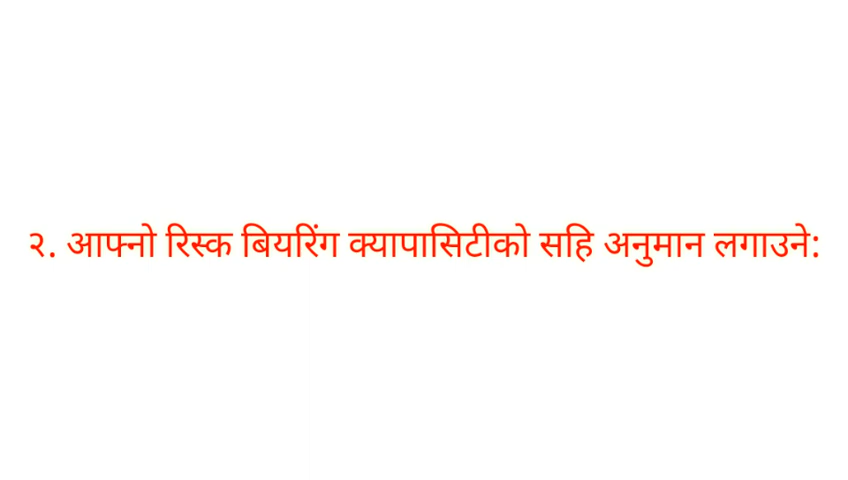 २. आफ्नो रिस्क बियरिंग क्यापासिटीको सहि अनुमान लगाउने: